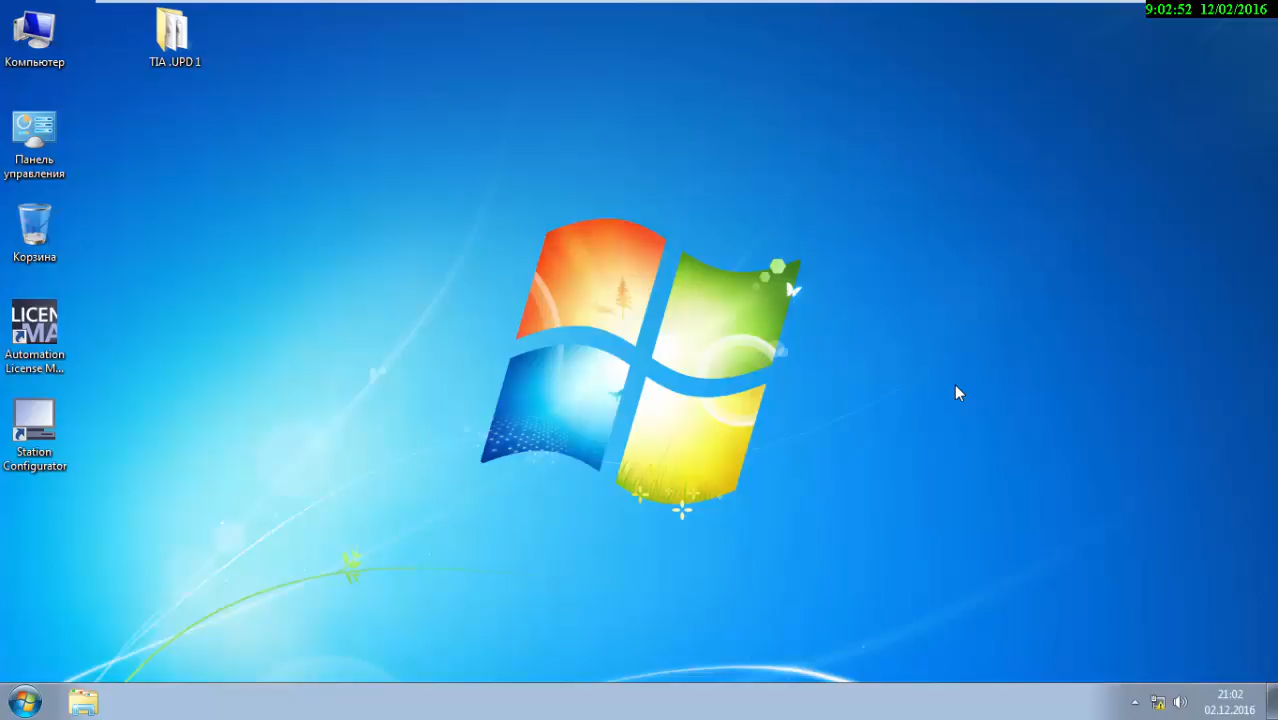 9:02:52 12/02/2016
Компьютер
TIA .UPD 1
Панель
управления
Корзина
LICEN
MA
Automation
License M...
Station
Configurator
21:02
02.12.2016